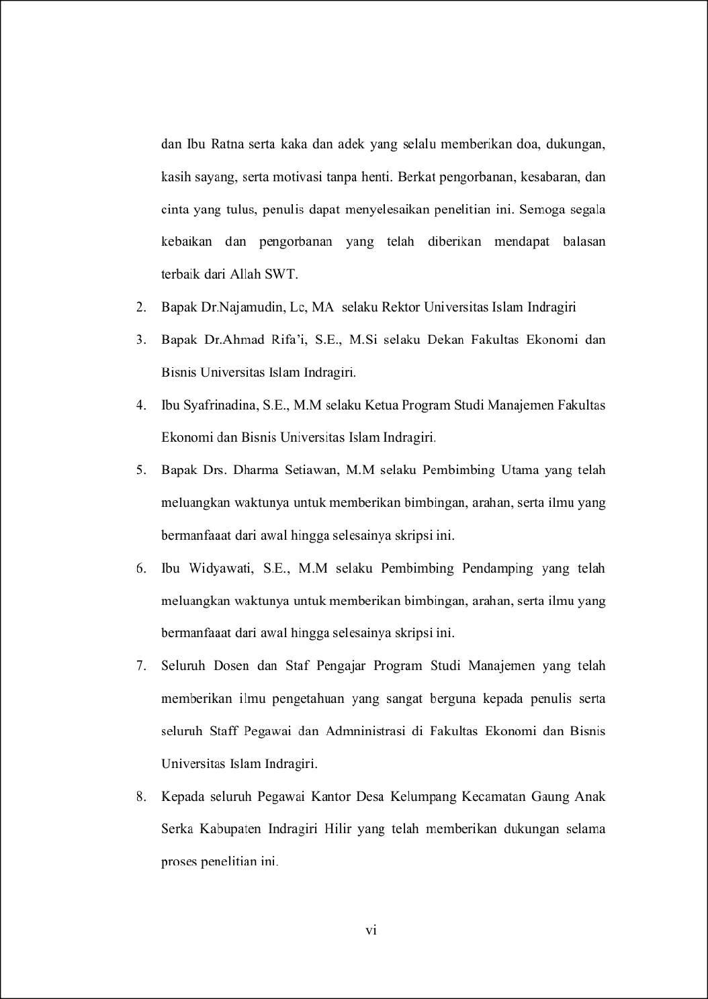 dan Ibu Ratna serta kaka dan adek yang selalu memberikan doa, dukungan,
kasih sayang, serta motivasi tanpa henti. Berkat pengorbanan, kesabaran, dan
cinta yang tulus, penulis dapat menyelesaikan penelitian ini. Semoga segala
kebaikan dan pengorbanan yang telah diberikan mendapat balasan
terbaik dari Allah SWT.
2. Bapak Dr.Najamudin, Lc, MA  selaku Rektor Universitas Islam Indragiri
3. Bapak Dr.Ahmad Rifa’i, S.E., M.Si selaku Dekan Fakultas Ekonomi dan
Bisnis Universitas Islam Indragiri.
4. Ibu Syafrinadina, S.E., M.M selaku Ketua Program Studi Manajemen Fakultas
Ekonomi dan Bisnis Universitas Islam Indragiri.
5. Bapak Drs. Dharma Setiawan, M.M selaku Pembimbing Utama yang telah
meluangkan waktunya untuk memberikan bimbingan, arahan, serta ilmu yang
bermanfaaat dari awal hingga selesainya skripsi ini.
6. Ibu Widyawati, S.E., M.M selaku Pembimbing Pendamping yang telah
meluangkan waktunya untuk memberikan bimbingan, arahan, serta ilmu yang
bermanfaaat dari awal hingga selesainya skripsi ini.
7. Seluruh Dosen dan Staf Pengajar Program Studi Manajemen yang telah
memberikan ilmu pengetahuan yang sangat berguna kepada penulis serta
seluruh Staff Pegawai dan Admninistrasi di Fakultas Ekonomi dan Bisnis
Universitas Islam Indragiri.
8. Kepada seluruh Pegawai Kantor Desa Kelumpang Kecamatan Gaung Anak
Serka Kabupaten Indragiri Hilir yang telah memberikan dukungan selama
proses penelitian ini.
vi